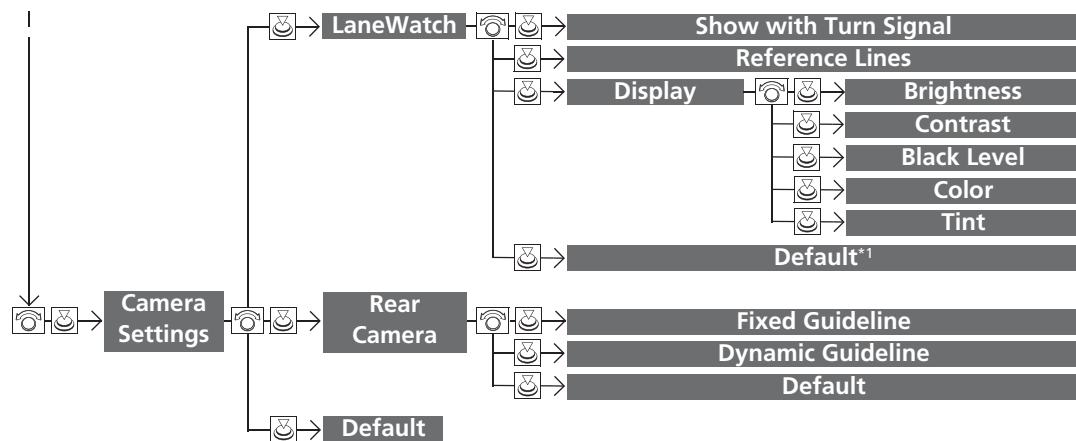 LaneWatch
Show with Turn Signal
Reference Lines
Display
Brightness
Contrast
Black Level
Color
Tint
Default*1
Camera
Settings
Rear
Camera
Fixed Guideline
Dynamic Guideline
Default
Default